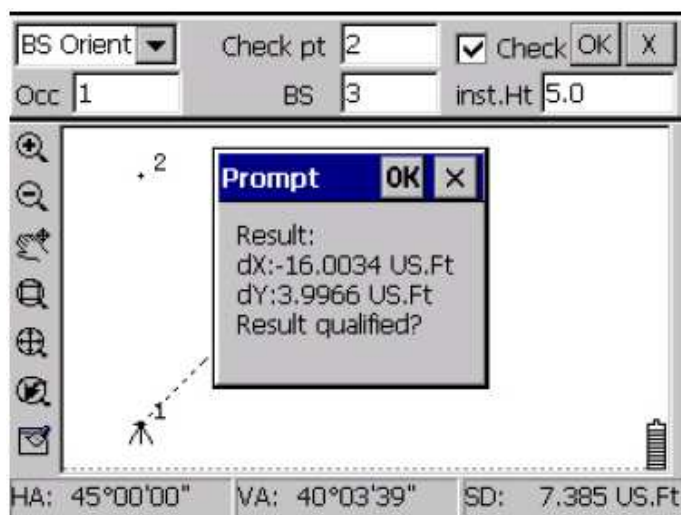 BS Orient Check pt 2 Check OK X
Occ 1 BS 3 inst.Ht 5.0
2
Prompt OK ×
Result:
dX:-16.0034 US.Ft
dY:3.9966 US.Ft
Result qualified?
1
HA: 45°00'00" VA: 40°03'39" SD: 7.385 US.Ft